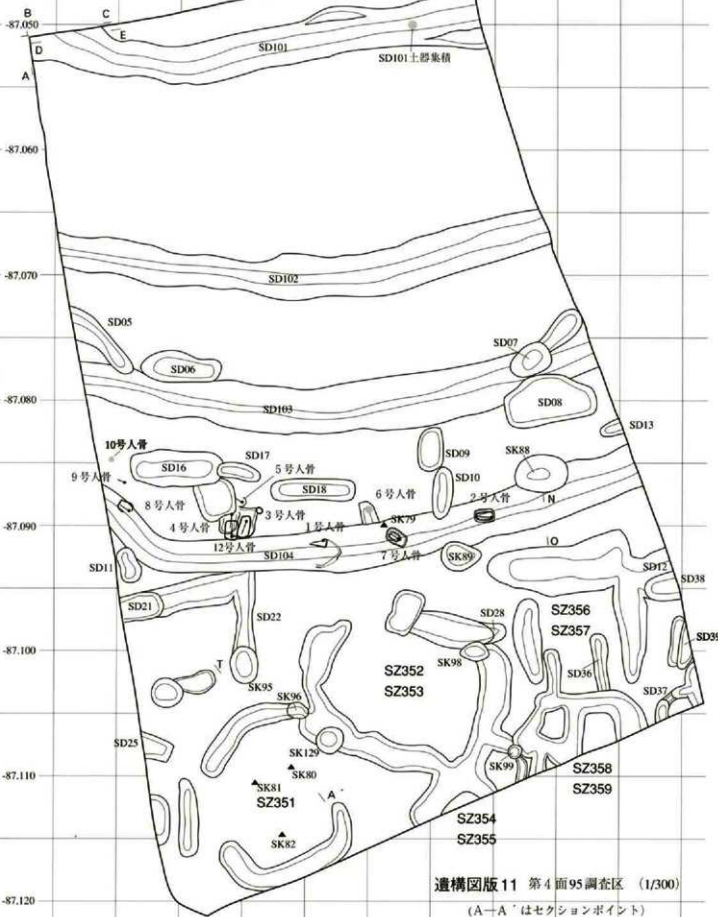 B
C
-87.050
D
E
A
SD101
SD101土器集積
-87.060
-87.070
SD102
SD05
SD06
SD07
-87.080
SD103
SD08
SD13
10号人骨
SD09
SK88
9号人骨
SD16
SD17
5号人骨
SD10
8号人骨
SD18
6号人骨
2号人骨
N
4号人骨
3号人骨
1号人骨
SK79
-87.090
12号人骨
SD104
7号人骨
SK89
O
SD11
SD12
SD38
SD21
SD22
SD28
SZ356
SZ357
SD39
-87.100
T
SK98
SD36
SZ352
SZ353
SK95
SK96
SD37
SD25
SK129
SK99
SK80
SZ358
SZ359
-87.110
SK81
SZ351
A´
SZ354
SZ355
SK82
遺構図版11 第4面95調査区 (1/300)
(A—A´はセクションポイント)
-87.120